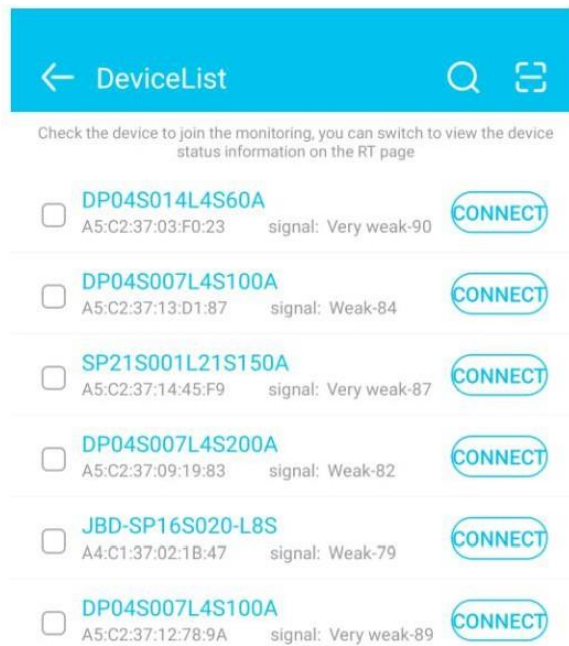 DeviceList
Check the device to join the monitoring, you can switch to view the device
status information on the RT page
DP04S014L4S60A
A5:C2:37:03:F0:23 signal: Very weak-90 CONNECT
DP04S007L4S100A
A5:C2:37:13:D1:87 signal: Weak-84 CONNECT
SP21S001L21S150A
A5:C2:37:14:45:F9 signal: Very weak-87 CONNECT
DP04S007L4S200A
A5:C2:37:09:19:83 signal: Weak-82 CONNECT
JBD-SP16S020-L8S
A4:C1:37:02:1B:47 signal: Weak-79 CONNECT
DP04S007L4S100A
A5:C2:37:12:78:9A signal: Very weak-89 CONNECT